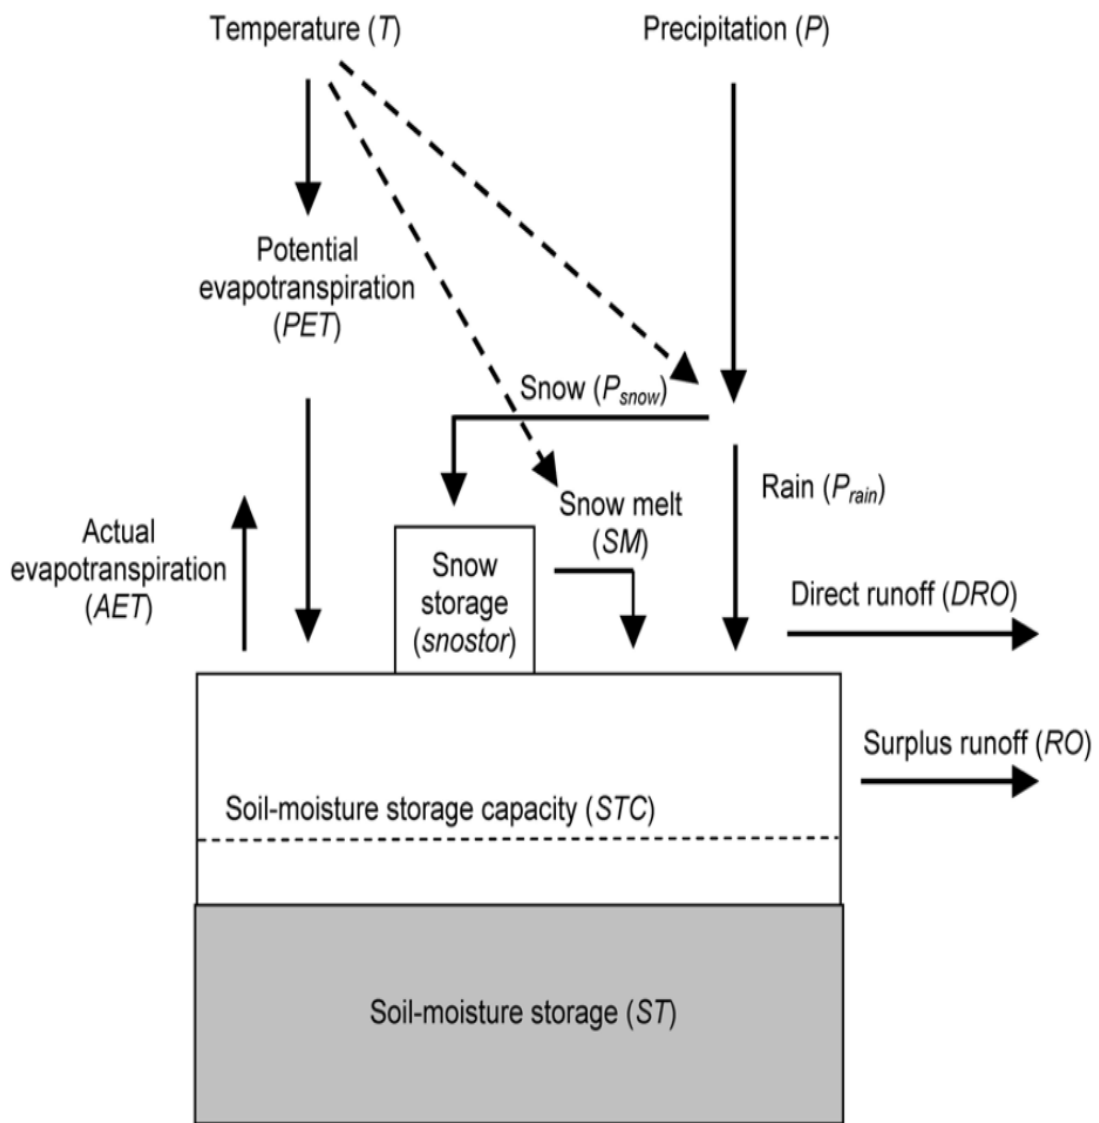 Temperature (T)
Precipitation (P)
Potential
evapotranspiration
(PET)
Snow (Psnow)
Snow melt
(SM)
Rain (Prain)
Actual
evapotranspiration
(AET)
Snow
storage
(snostor)
Direct runoff (DRO)
Surplus runoff (RO)
Soil-moisture storage capacity (STC)
Soil-moisture storage (ST)